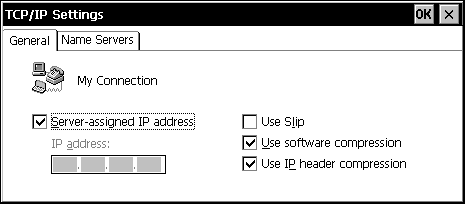 TCP/IP Settings OK ×
General Name Servers
My Connection
Server-assigned IP address Use Slip
IP address: Use software compression
Use IP header compression